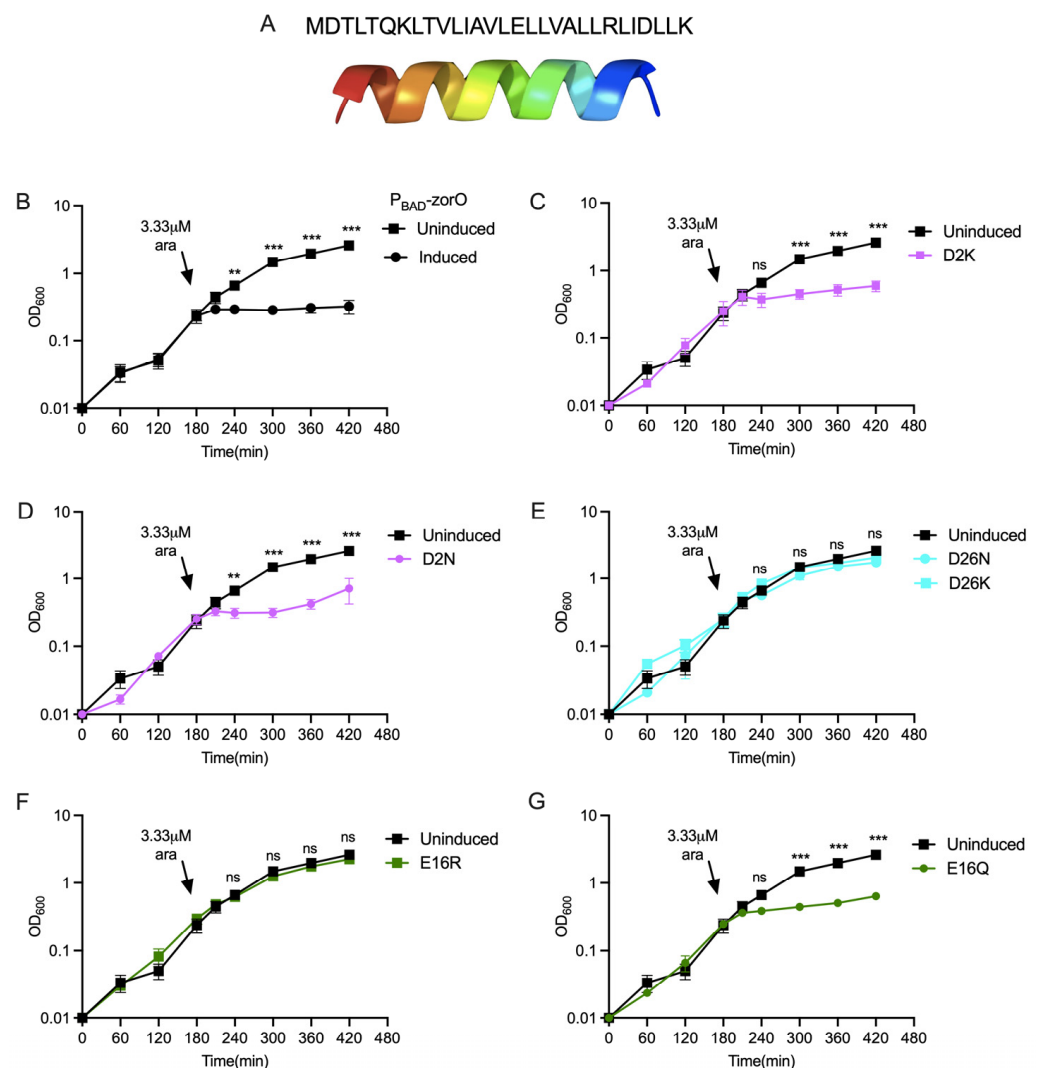 A MDTLTQKLTVLIAVLELLVALLRLIDLLK
B
P_BAD-zorO
Uninduced
Induced
3.33µM
ara
** *** *** ***
10
1
0.1
0.01
OD600
0 60 120 180 240 300 360 420 480
Time(min)
C
Uninduced
D2K
3.33µM
ara
ns *** *** ***
10
1
0.1
0.01
OD600
0 60 120 180 240 300 360 420 480
Time(min)
D
Uninduced
D2N
3.33µM
ara
** *** *** ***
10
1
0.1
0.01
OD600
0 60 120 180 240 300 360 420 480
Time(min)
E
Uninduced
D26N
D26K
3.33µM
ara
ns ns ns ns
10
1
0.1
0.01
OD600
0 60 120 180 240 300 360 420 480
Time(min)
F
Uninduced
E16R
3.33µM
ara
ns ns ns ns
10
1
0.1
0.01
OD600
0 60 120 180 240 300 360 420 480
Time(min)
G
Uninduced
E16Q
3.33µM
ara
ns *** *** ***
10
1
0.1
0.01
OD600
0 60 120 180 240 300 360 420 480
Time(min)